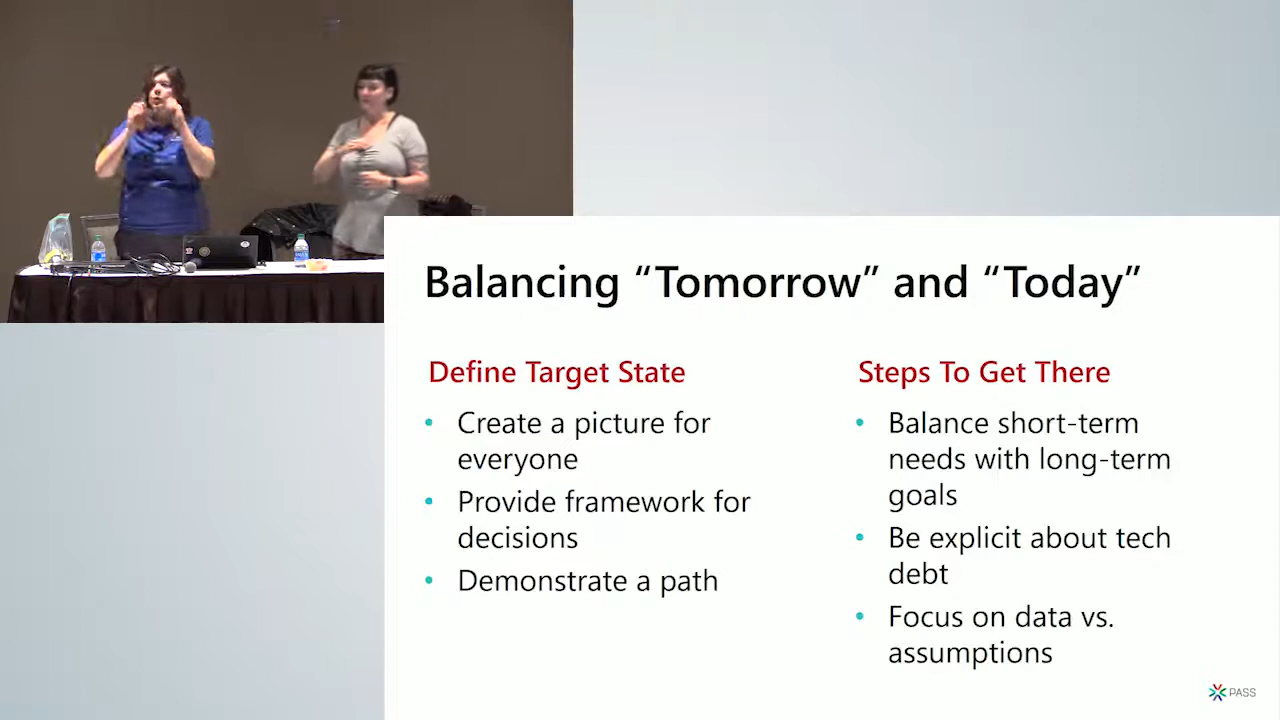 Balancing “Tomorrow” and “Today”
Define Target State
• Create a picture for
everyone
• Provide framework for
decisions
• Demonstrate a path
Steps To Get There
• Balance short-term
needs with long-term
goals
• Be explicit about tech
debt
• Focus on data vs.
assumptions
PASS